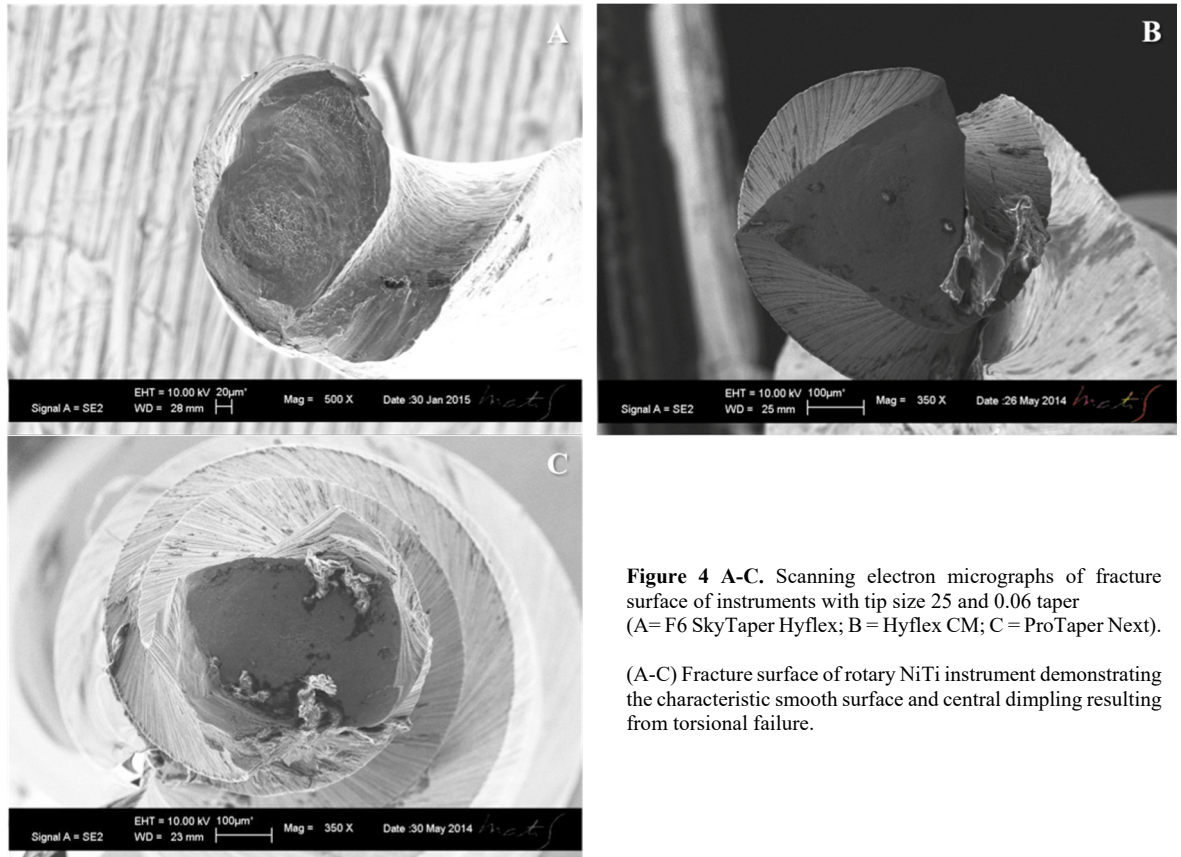 A
EHT = 10.00 kV 20µm*
Signal A = SE2 WD = 28 mm Mag = 500 X Date :30 Jan 2015 matiS
B
EHT = 10.00 kV 100µm*
Signal A = SE2 WD = 25 mm Mag = 350 X Date :26 May 2014 matiS
C
EHT = 10.00 kV 100µm*
Signal A = SE2 WD = 23 mm Mag = 350 X Date :30 May 2014 matiS
Figure 4 A-C. Scanning electron micrographs of fracture
surface of instruments with tip size 25 and 0.06 taper
(A= F6 SkyTaper Hyflex; B = Hyflex CM; C = ProTaper Next).
(A-C) Fracture surface of rotary NiTi instrument demonstrating
the characteristic smooth surface and central dimpling resulting
from torsional failure.